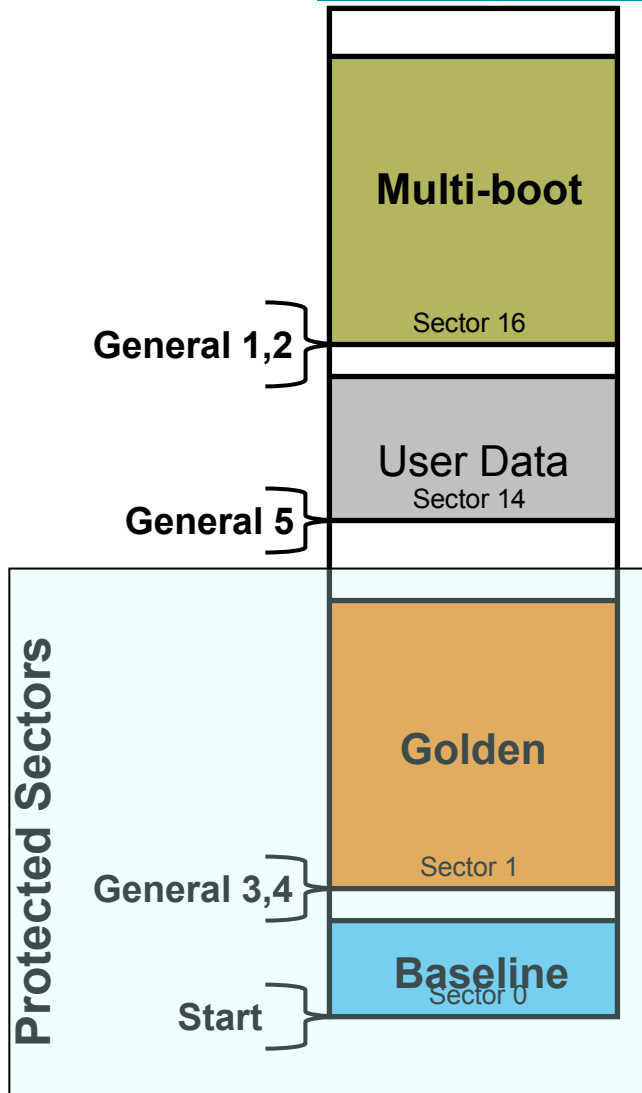 Multi-boot
Sector 16
General 1,2
User Data
Sector 14
General 5
Protected Sectors
Golden
Sector 1
General 3,4
Baseline
Sector 0
Start